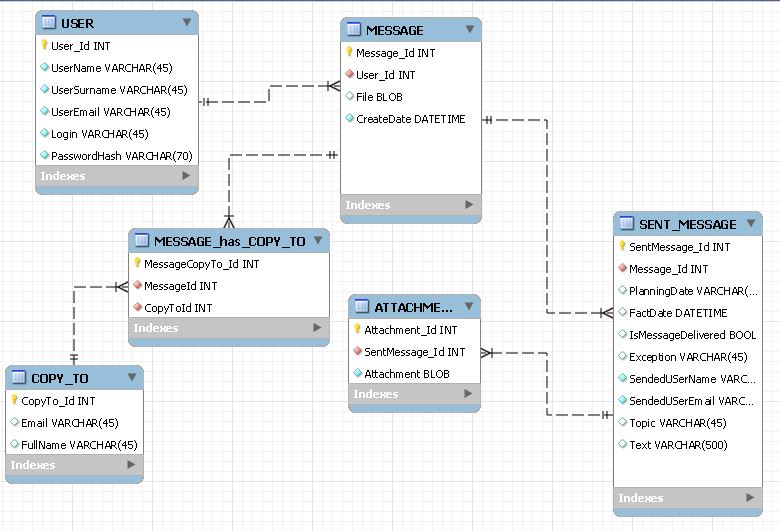 USER
User_Id INT
UserName VARCHAR(45)
UserSurname VARCHAR(45)
UserEmail VARCHAR(45)
Login VARCHAR(45)
PasswordHash VARCHAR(70)
Indexes
MESSAGE
Message_Id INT
User_Id INT
File BLOB
CreateDate DATETIME
Indexes
MESSAGE_has_COPY_TO
MessageCopyTo_Id INT
MessageId INT
CopyToId INT
Indexes
COPY_TO
CopyTo_Id INT
Email VARCHAR(45)
FullName VARCHAR(45)
Indexes
ATTACHME...
Attachment_Id INT
SentMessage_Id INT
Attachment BLOB
Indexes
SENT_MESSAGE
SentMessage_Id INT
Message_Id INT
PlanningDate VARCHAR(...
FactDate DATETIME
IsMessageDelivered BOOL
Exception VARCHAR(45)
SendedUSerName VARC...
SendedUSerEmail VARC...
Topic VARCHAR(45)
Text VARCHAR(500)
Indexes